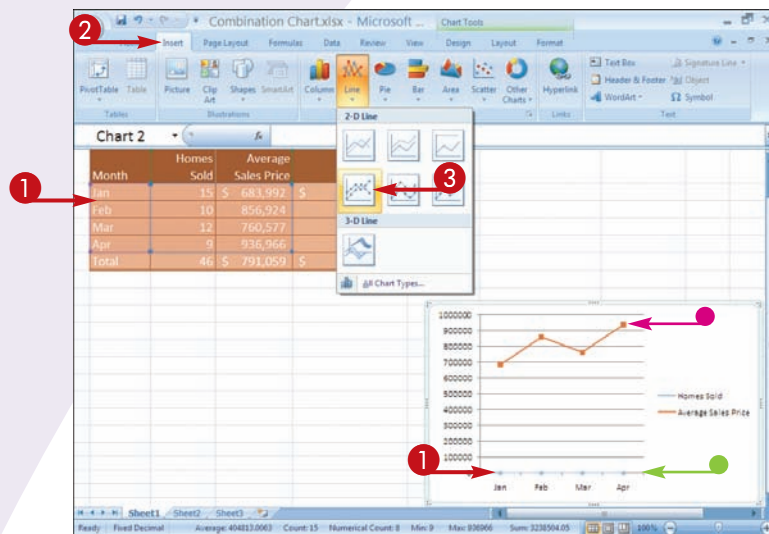 Combination Chart.xlsx - Microsoft ... Chart Tools
2 Insert Page Layout Formulas Data Review View Design Layout Format
PivotTable Table Picture Clip Art Shapes SmartArt Column Line Pie Bar Area Scatter Other Charts Hyperlink Text Box Header & Footer WordArt Signature Line Object Symbol
Tables Illustrations Links Text
Chart 2 fx
2-D Line
3
3-D Line
All Chart Types...
Month Homes Sold Average Sales Price
1
Jan 15 $ 683,992 $
Feb 10 856,924
Mar 12 760,577
Apr 9 936,966
Total 46 $ 791,059 $
1000000
900000
800000
700000
600000
500000
400000
300000
200000
100000
Homes Sold
Average Sales Price
1
Jan Feb Mar Apr
Sheet1 Sheet2 Sheet3
Ready Fixed Decimal Average: 404813.0063 Count: 15 Numerical Count: 8 Min: 9 Max: 936966 Sum: 3238504.05 100%